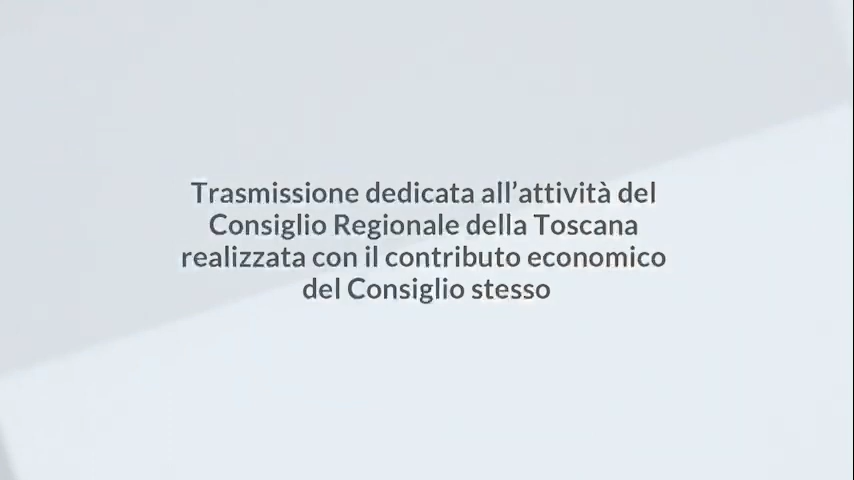 Trasmissione dedicata all’attività del
Consiglio Regionale della Toscana
realizzata con il contributo economico
del Consiglio stesso